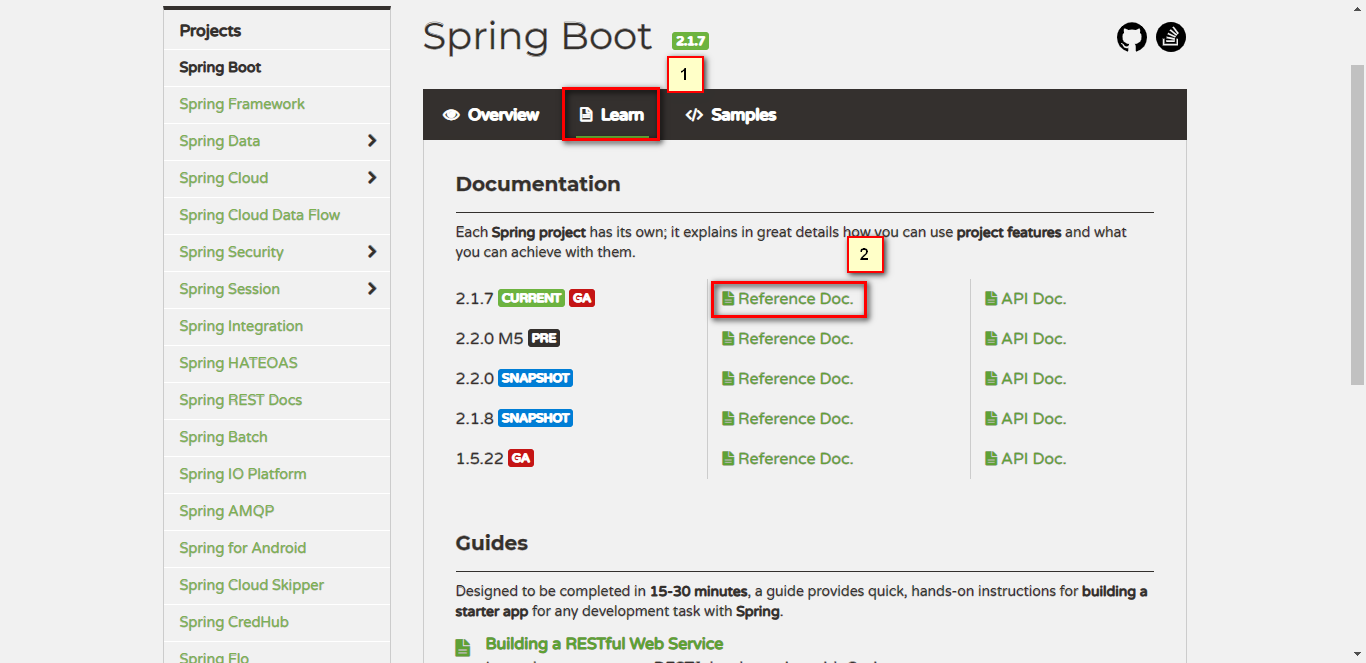 Projects
Spring Boot
Spring Framework
Spring Data
Spring Cloud
Spring Cloud Data Flow
Spring Security
Spring Session
Spring Integration
Spring HATEOAS
Spring REST Docs
Spring Batch
Spring IO Platform
Spring AMQP
Spring for Android
Spring Cloud Skipper
Spring CredHub
Spring Flo
Spring Boot 2.1.7
1
Overview Learn Samples
Documentation
Each Spring project has its own; it explains in great details how you can use project features and what
you can achieve with them.
2
2.1.7 CURRENT GA Reference Doc. API Doc.
2.2.0 M5 PRE Reference Doc. API Doc.
2.2.0 SNAPSHOT Reference Doc. API Doc.
2.1.8 SNAPSHOT Reference Doc. API Doc.
1.5.22 GA Reference Doc. API Doc.
Guides
Designed to be completed in 15-30 minutes, a guide provides quick, hands-on instructions for building a
starter app for any development task with Spring.
Building a RESTful Web Service